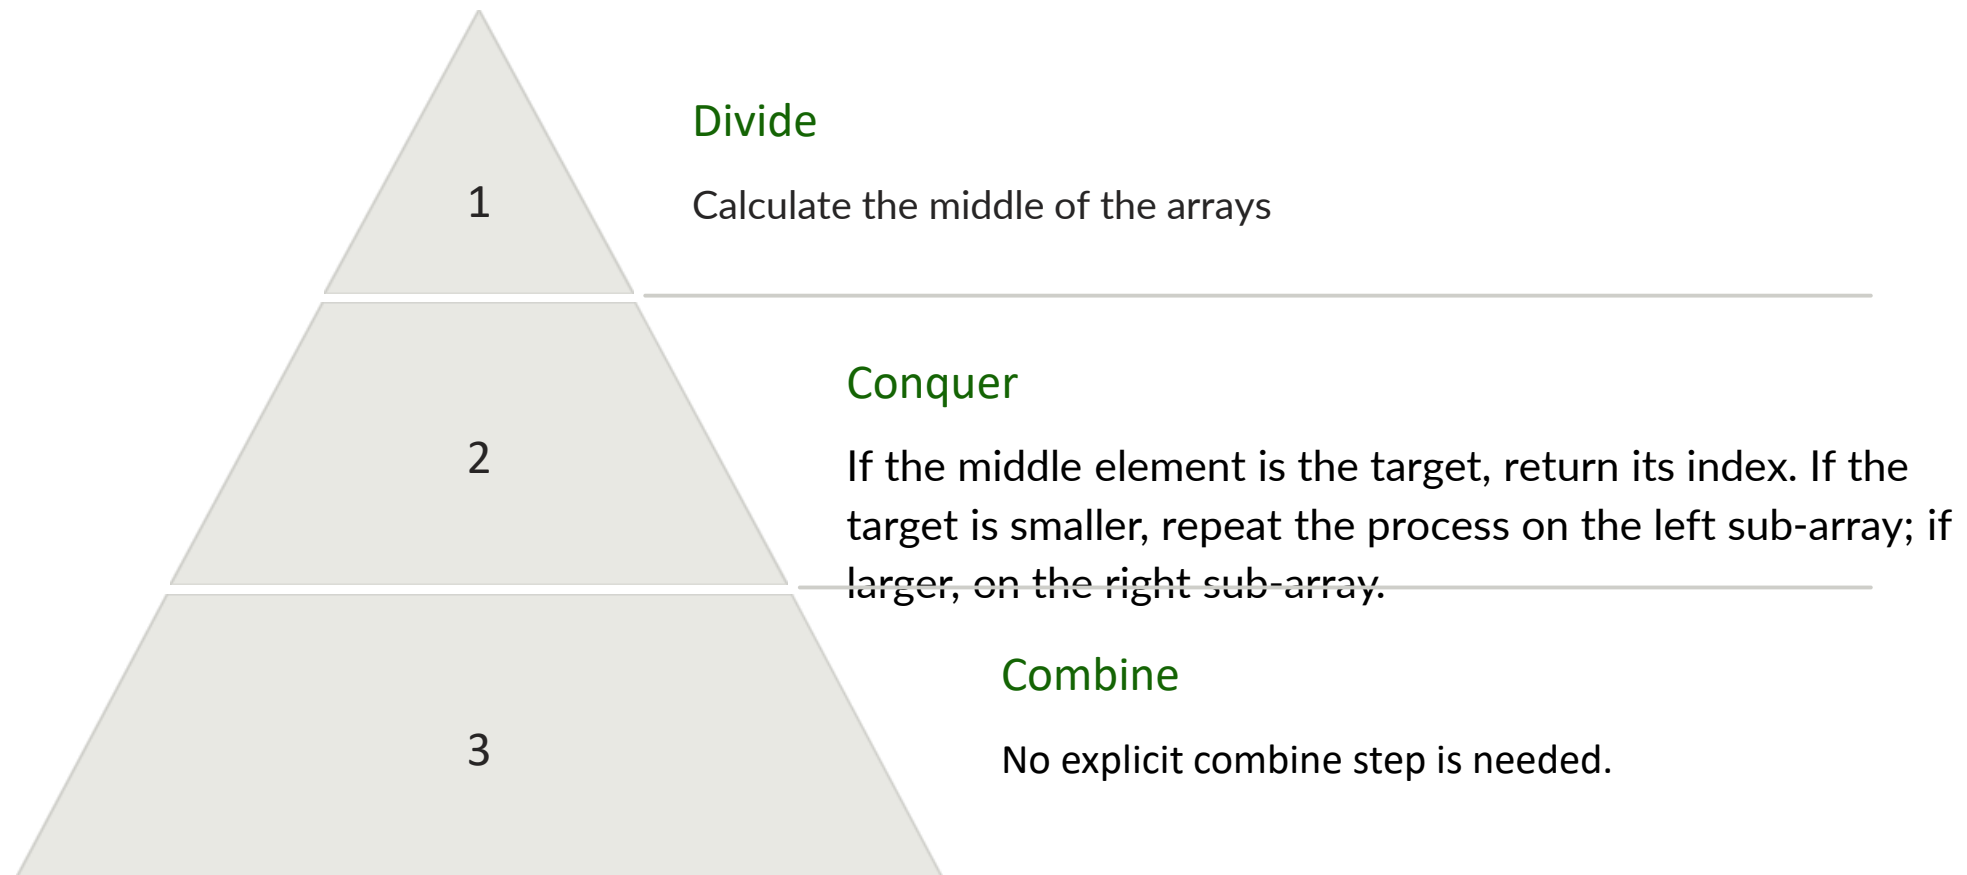 1
Divide
Calculate the middle of the arrays
2
Conquer
If the middle element is the target, return its index. If the
target is smaller, repeat the process on the left sub-array; if
larger, on the right sub-array.
3
Combine
No explicit combine step is needed.